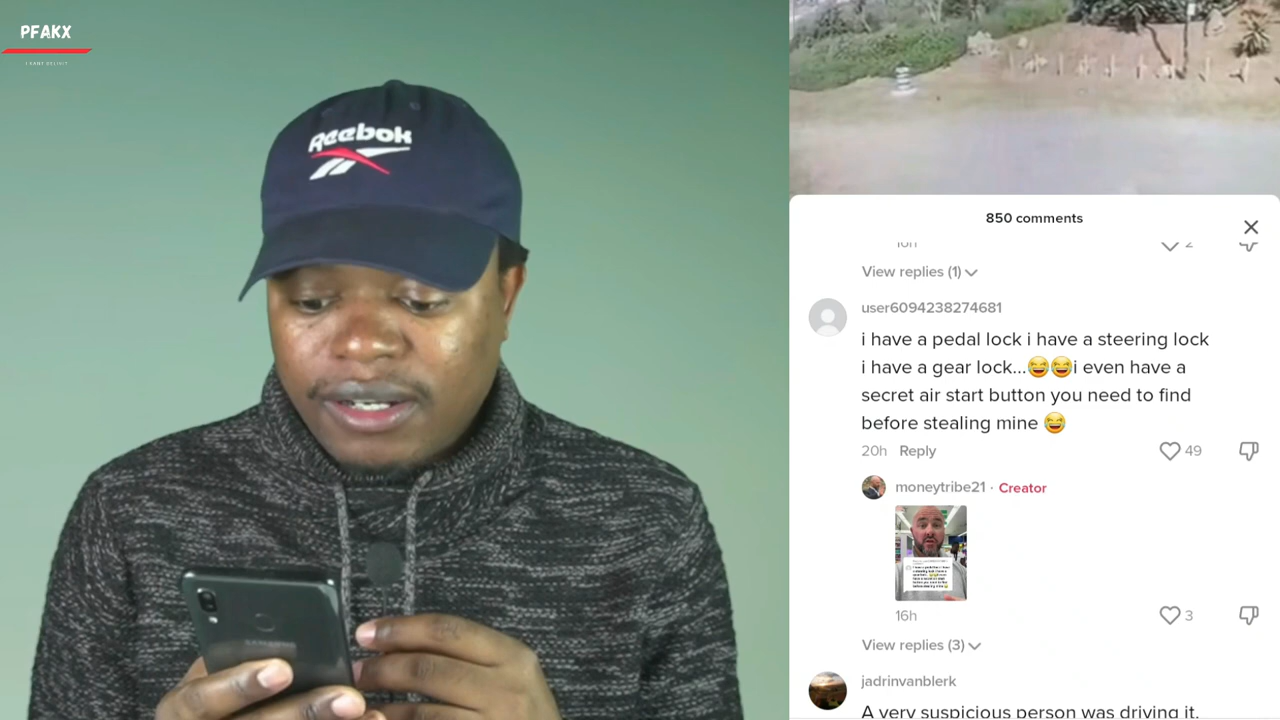 PFAKX
Reebok
SAMSUNG
850 comments
View replies (1)
user6094238274681
i have a pedal lock i have a steering lock
i have a gear lock...😂😂i even have a
secret air start button you need to find
before stealing mine 😂
20h Reply
49
moneytribe21 · Creator
16h
3
View replies (3)
jadrinvanblerk
A very suspicious person was driving it.